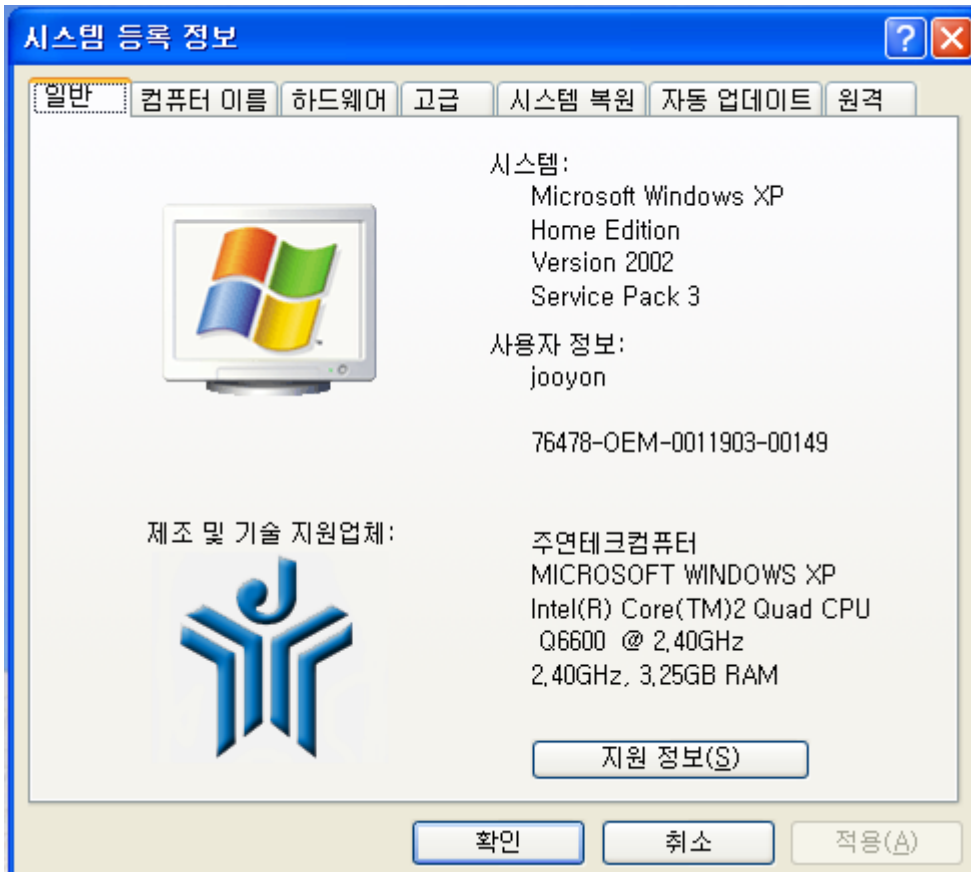 시스템 등록 정보
일반 컴퓨터 이름 하드웨어 고급 시스템 복원 자동 업데이트 원격
시스템:
Microsoft Windows XP
Home Edition
Version 2002
Service Pack 3
사용자 정보:
jooyon
76478-OEM-0011903-00149
제조 및 기술 지원업체:
주연테크컴퓨터
MICROSOFT WINDOWS XP
Intel(R) Core(TM)2 Quad CPU
Q6600 @ 2,40GHz
2,40GHz, 3,25GB RAM
지원 정보(S)
확인 취소 적용(A)